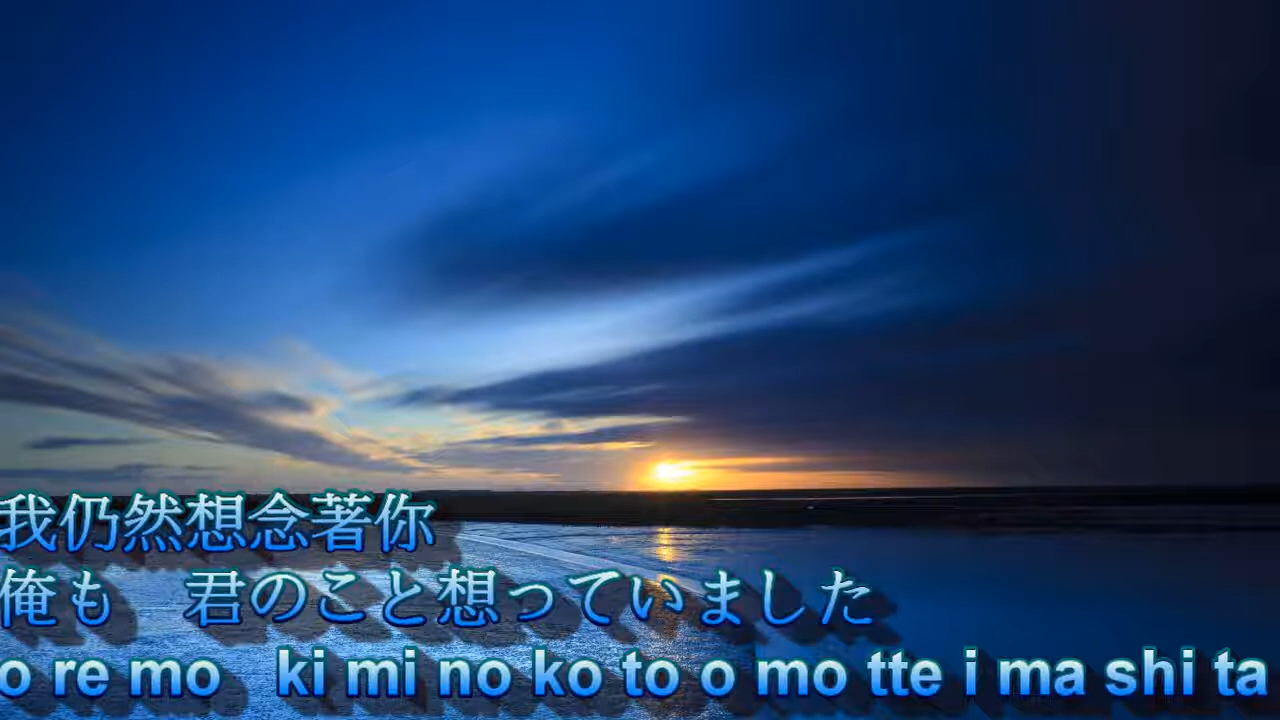 我仍然想念著你
俺も　君のこと想っていました
o re mo　ki mi no ko to o mo tte i ma shi ta